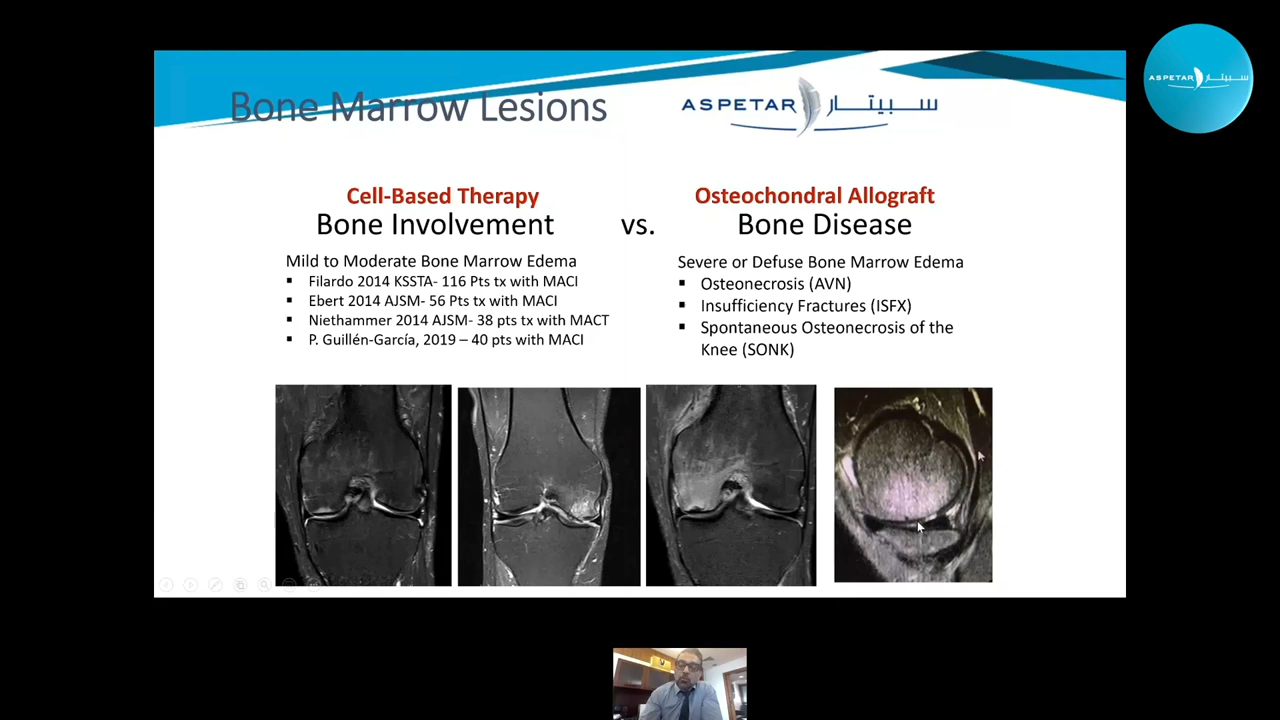 Bone Marrow Lesions
ASPETAR سبيتار
ASPETAR سبيتار
Cell-Based Therapy
Bone Involvement
vs.
Osteochondral Allograft
Bone Disease
Mild to Moderate Bone Marrow Edema
▪ Filardo 2014 KSSTA- 116 Pts tx with MACI
▪ Ebert 2014 AJSM- 56 Pts tx with MACI
▪ Niethammer 2014 AJSM- 38 pts tx with MACT
▪ P. Guillén-García, 2019 – 40 pts with MACI
Severe or Defuse Bone Marrow Edema
▪ Osteonecrosis (AVN)
▪ Insufficiency Fractures (ISFX)
▪ Spontaneous Osteonecrosis of the
Knee (SONK)